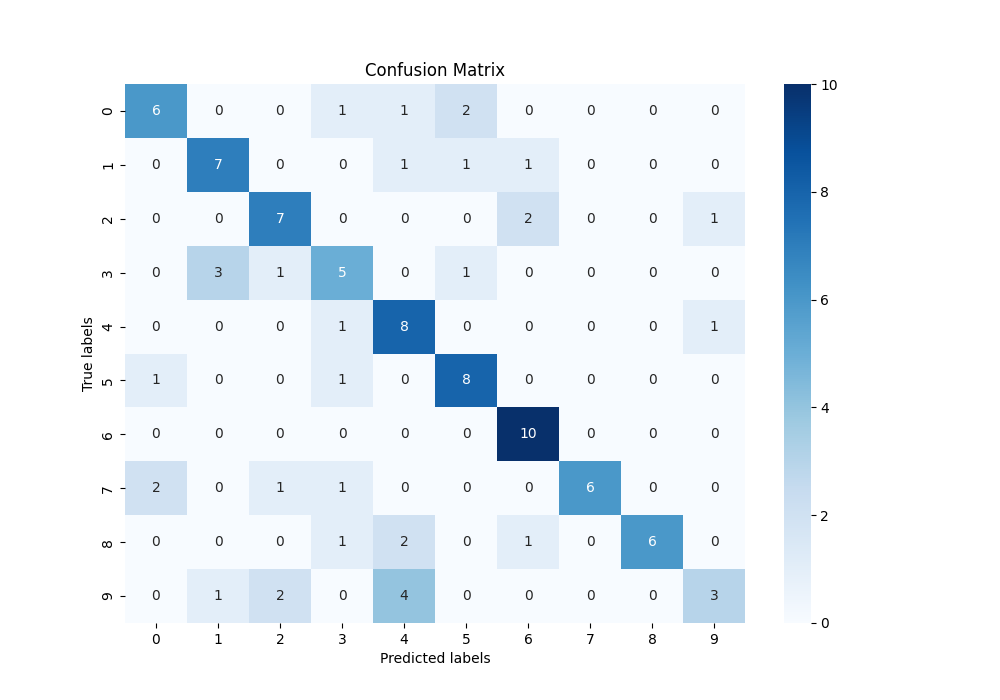 Confusion Matrix
0 6 0 0 1 1 2 0 0 0 0
1 0 7 0 0 1 1 1 0 0 0
2 0 0 7 0 0 0 2 0 0 1
3 0 3 1 5 0 1 0 0 0 0
4 0 0 0 1 8 0 0 0 0 1
5 1 0 0 1 0 8 0 0 0 0
6 0 0 0 0 0 0 10 0 0 0
7 2 0 1 1 0 0 0 6 0 0
8 0 0 0 1 2 0 1 0 6 0
9 0 1 2 0 4 0 0 0 0 3
0 1 2 3 4 5 6 7 8 9
Predicted labels
True labels
10
8
6
4
2
0